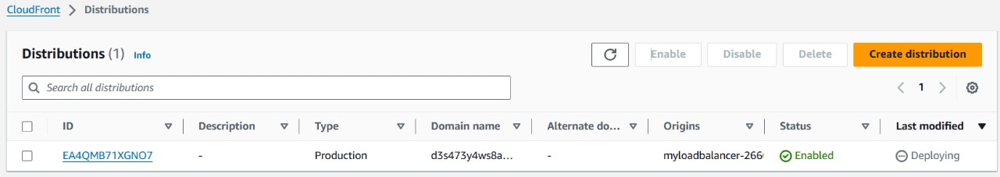 CloudFront > Distributions
Distributions (1) Info
Enable Disable Delete Create distribution
Search all distributions
1
ID Description Type Domain name Alternate do... Origins Status Last modified
EA4QMB71XGNO7 - Production d3s473y4ws8a... - myloadbalancer-266 Enabled Deploying